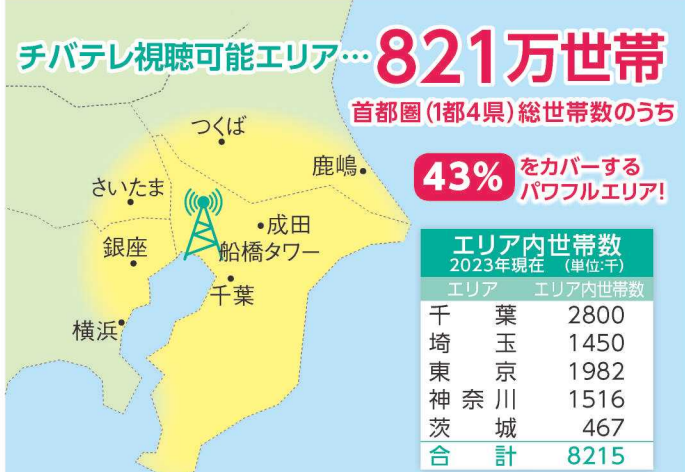 チバテレ視聴可能エリア…821万世帯
首都圏(1都4県)総世帯数のうち
43%をカバーする
パワフルエリア!
つくば
鹿嶋
さいたま
成田
銀座
船橋タワー
千葉
横浜
エリア内世帯数
2023年現在 (単位:千)
エリア エリア内世帯数
千葉 2800
埼玉 1450
東京 1982
神奈川 1516
茨城 467
合計 8215